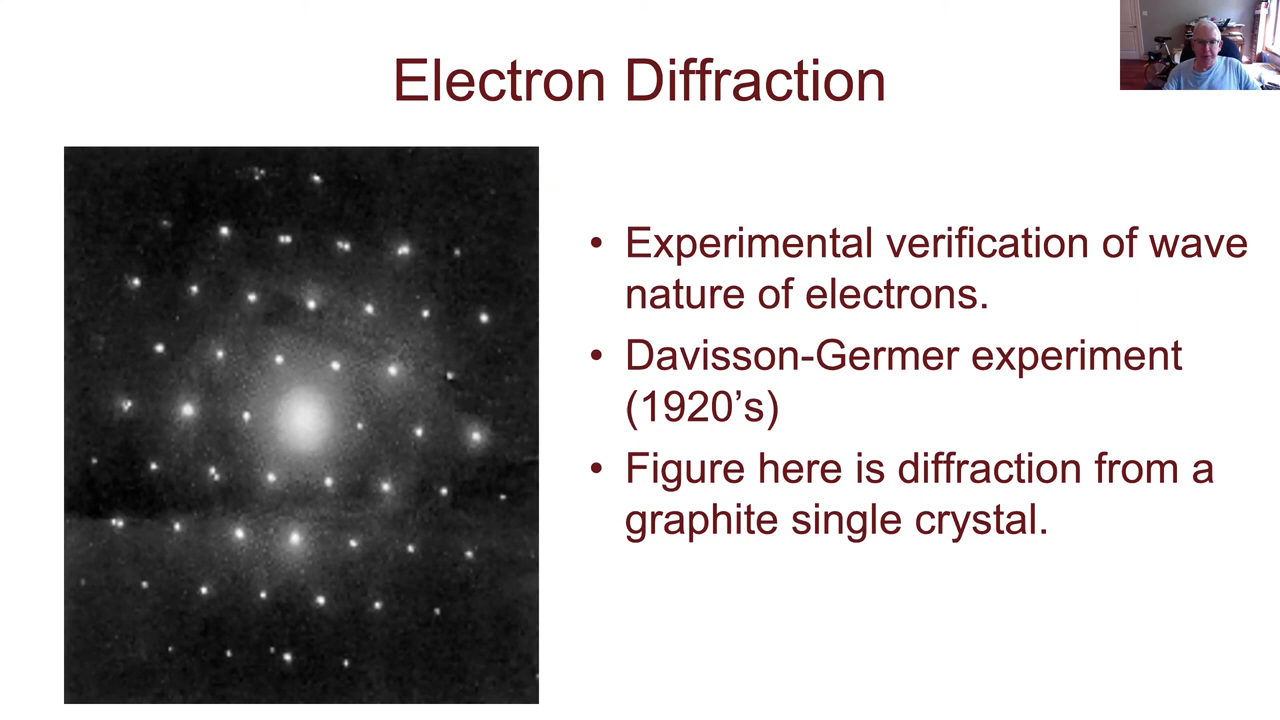 Electron Diffraction
• Experimental verification of wave
nature of electrons.
• Davisson-Germer experiment
(1920’s)
• Figure here is diffraction from a
graphite single crystal.